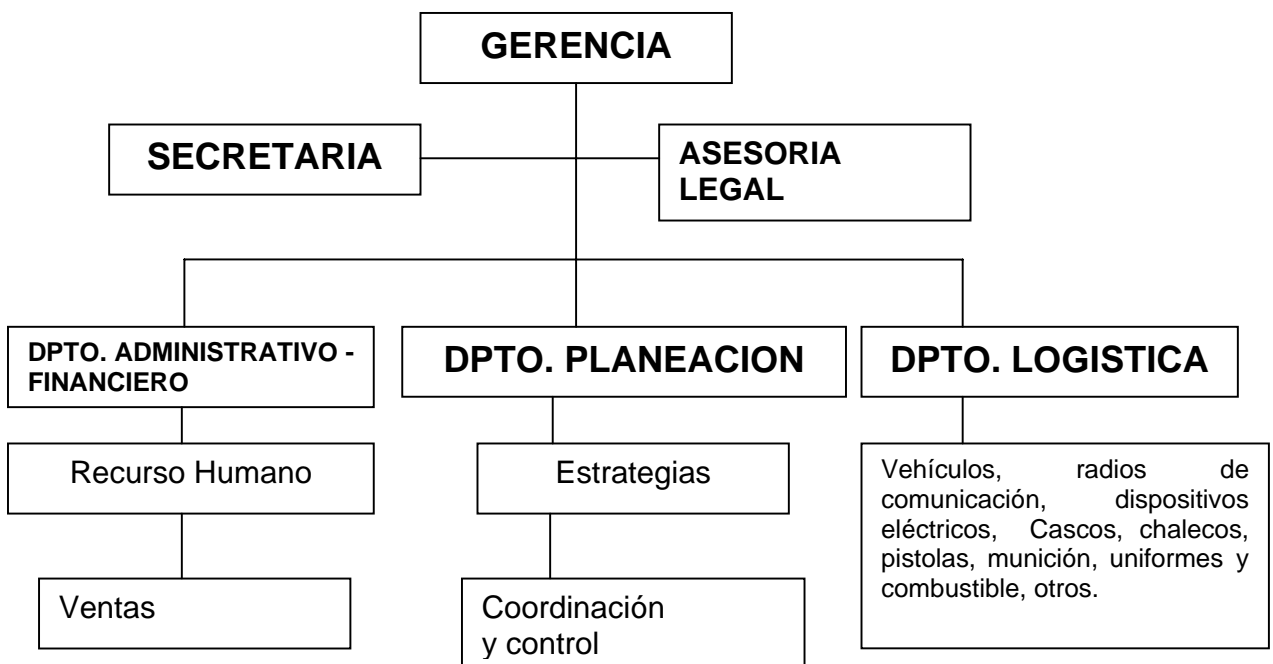 GERENCIA
SECRETARIA
ASESORIA
LEGAL
DPTO. ADMINISTRATIVO -
FINANCIERO
DPTO. PLANEACION
DPTO. LOGISTICA
Recurso Humano
Estrategias
Vehículos, radios de
comunicación, dispositivos
eléctricos, Cascos, chalecos,
pistolas, munición, uniformes y
combustible, otros.
Ventas
Coordinación
y control